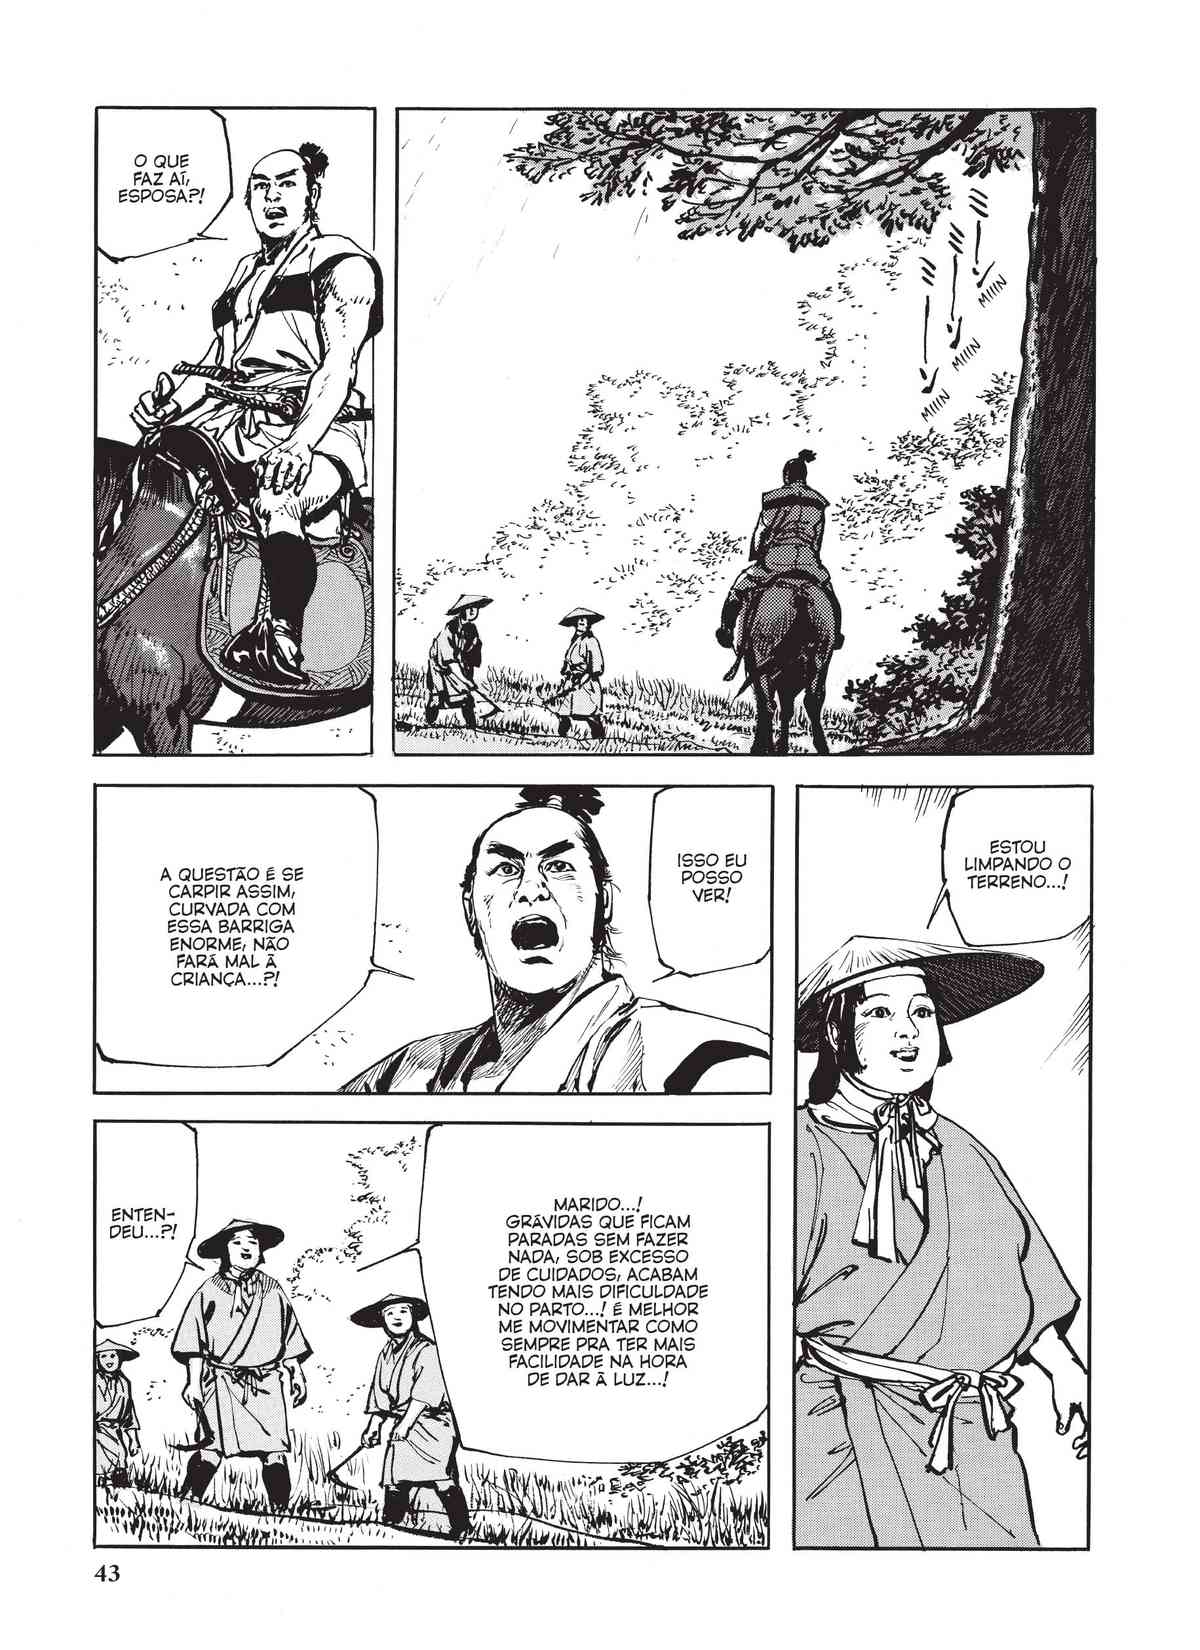 MIIIN
MIIIN
MIIIN
O QUE
FAZ AÍ,
ESPOSA?!
ESTOU
LIMPANDO O
TERRENO...!
ISSO EU
POSSO
VER!
A QUESTÃO É SE
CARPIR ASSIM,
CURVADA COM
ESSA BARRIGA
ENORME, NÃO
FARÁ MAL À
CRIANÇA...?!
MARIDO...!
GRÁVIDAS QUE FICAM
PARADAS SEM FAZER
NADA, SOB EXCESSO
DE CUIDADOS, ACABAM
TENDO MAIS DIFICULDADE
NO PARTO...! É MELHOR
ME MOVIMENTAR COMO
SEMPRE PRA TER MAIS
FACILIDADE NA HORA
DE DAR À LUZ...!
ENTEN-
DEU...?!
43